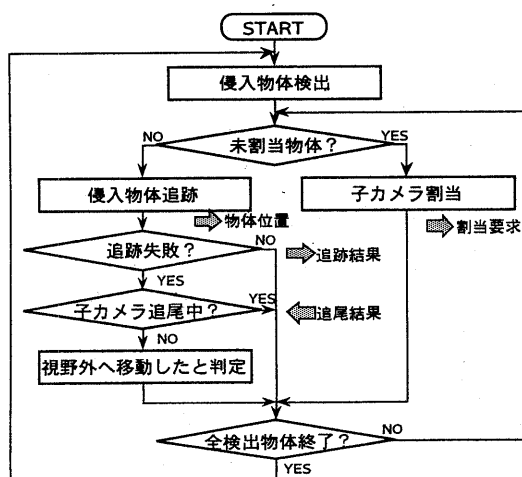 START
侵入物体検出
NO
YES
未割当物体？
侵入物体追跡
子カメラ割当
物体位置
割当要求
追跡失敗？
NO
追跡結果
YES
子カメラ追尾中？
YES
追尾結果
NO
視野外へ移動したと判定
全検出物体終了？
NO
YES